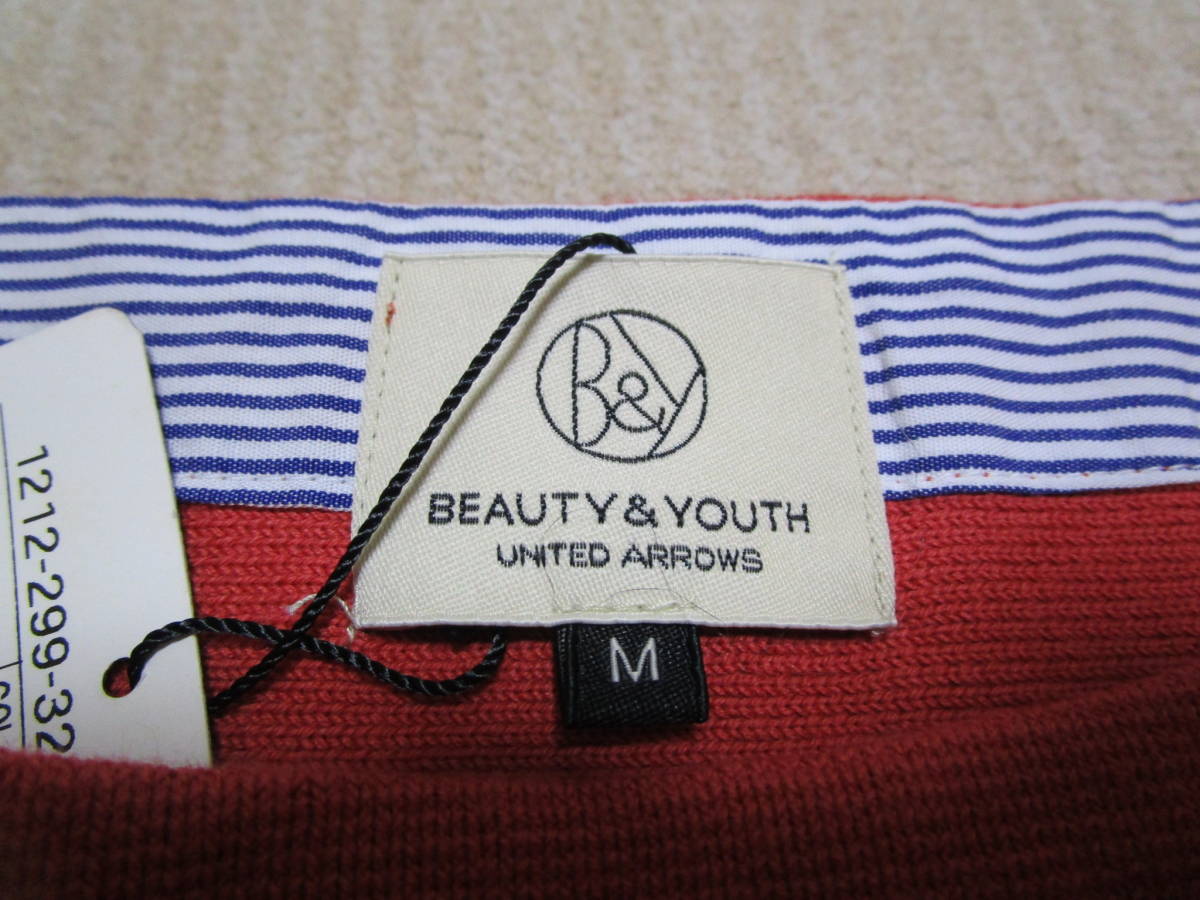 B&Y
BEAUTY & YOUTH
UNITED ARROWS
M
1212-299-32